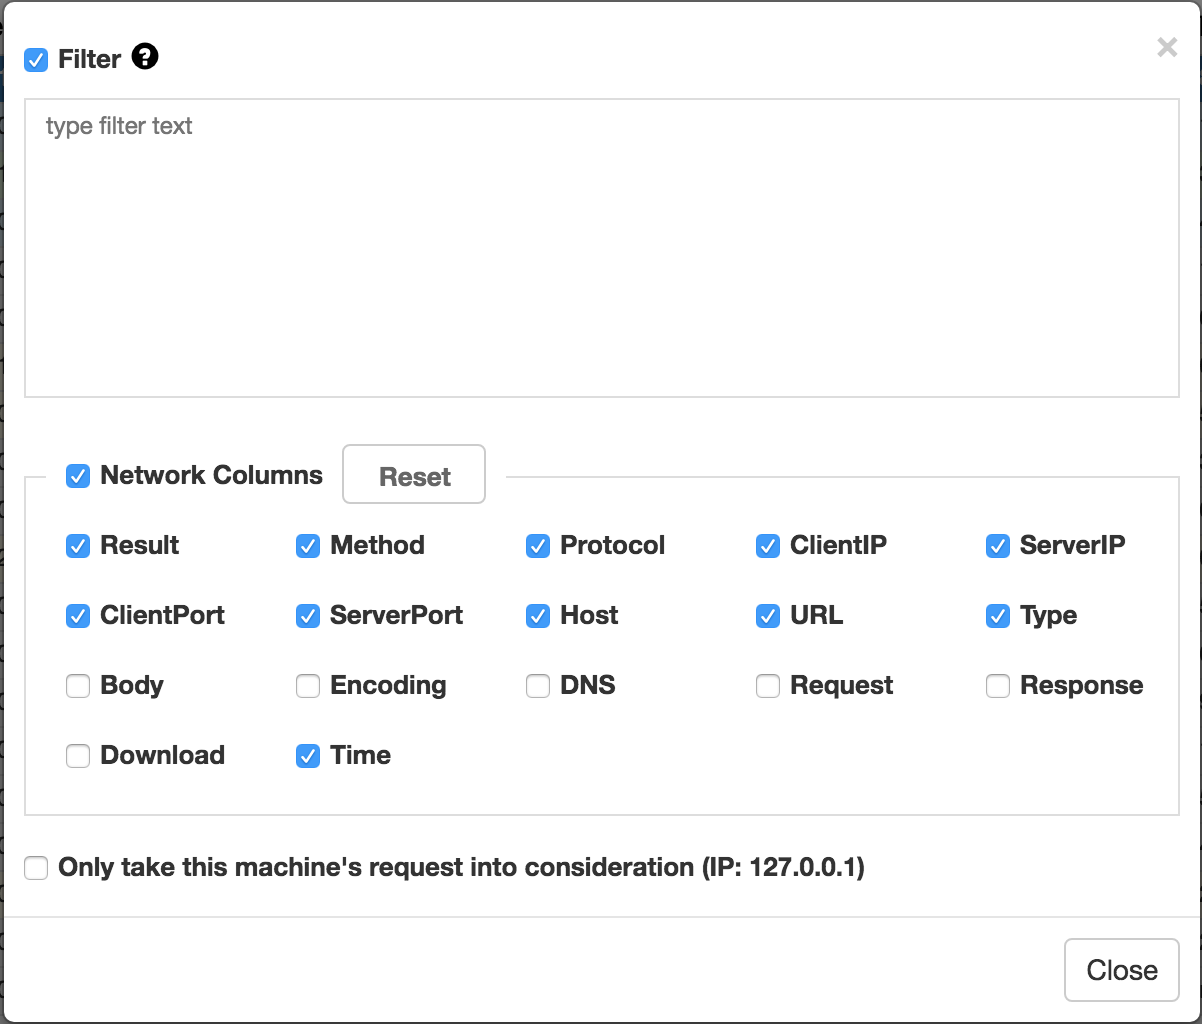 Filter ?
×
type filter text
Network Columns Reset
Result Method Protocol ClientIP ServerIP
ClientPort ServerPort Host URL Type
Body Encoding DNS Request Response
Download Time
Only take this machine's request into consideration (IP: 127.0.0.1)
Close